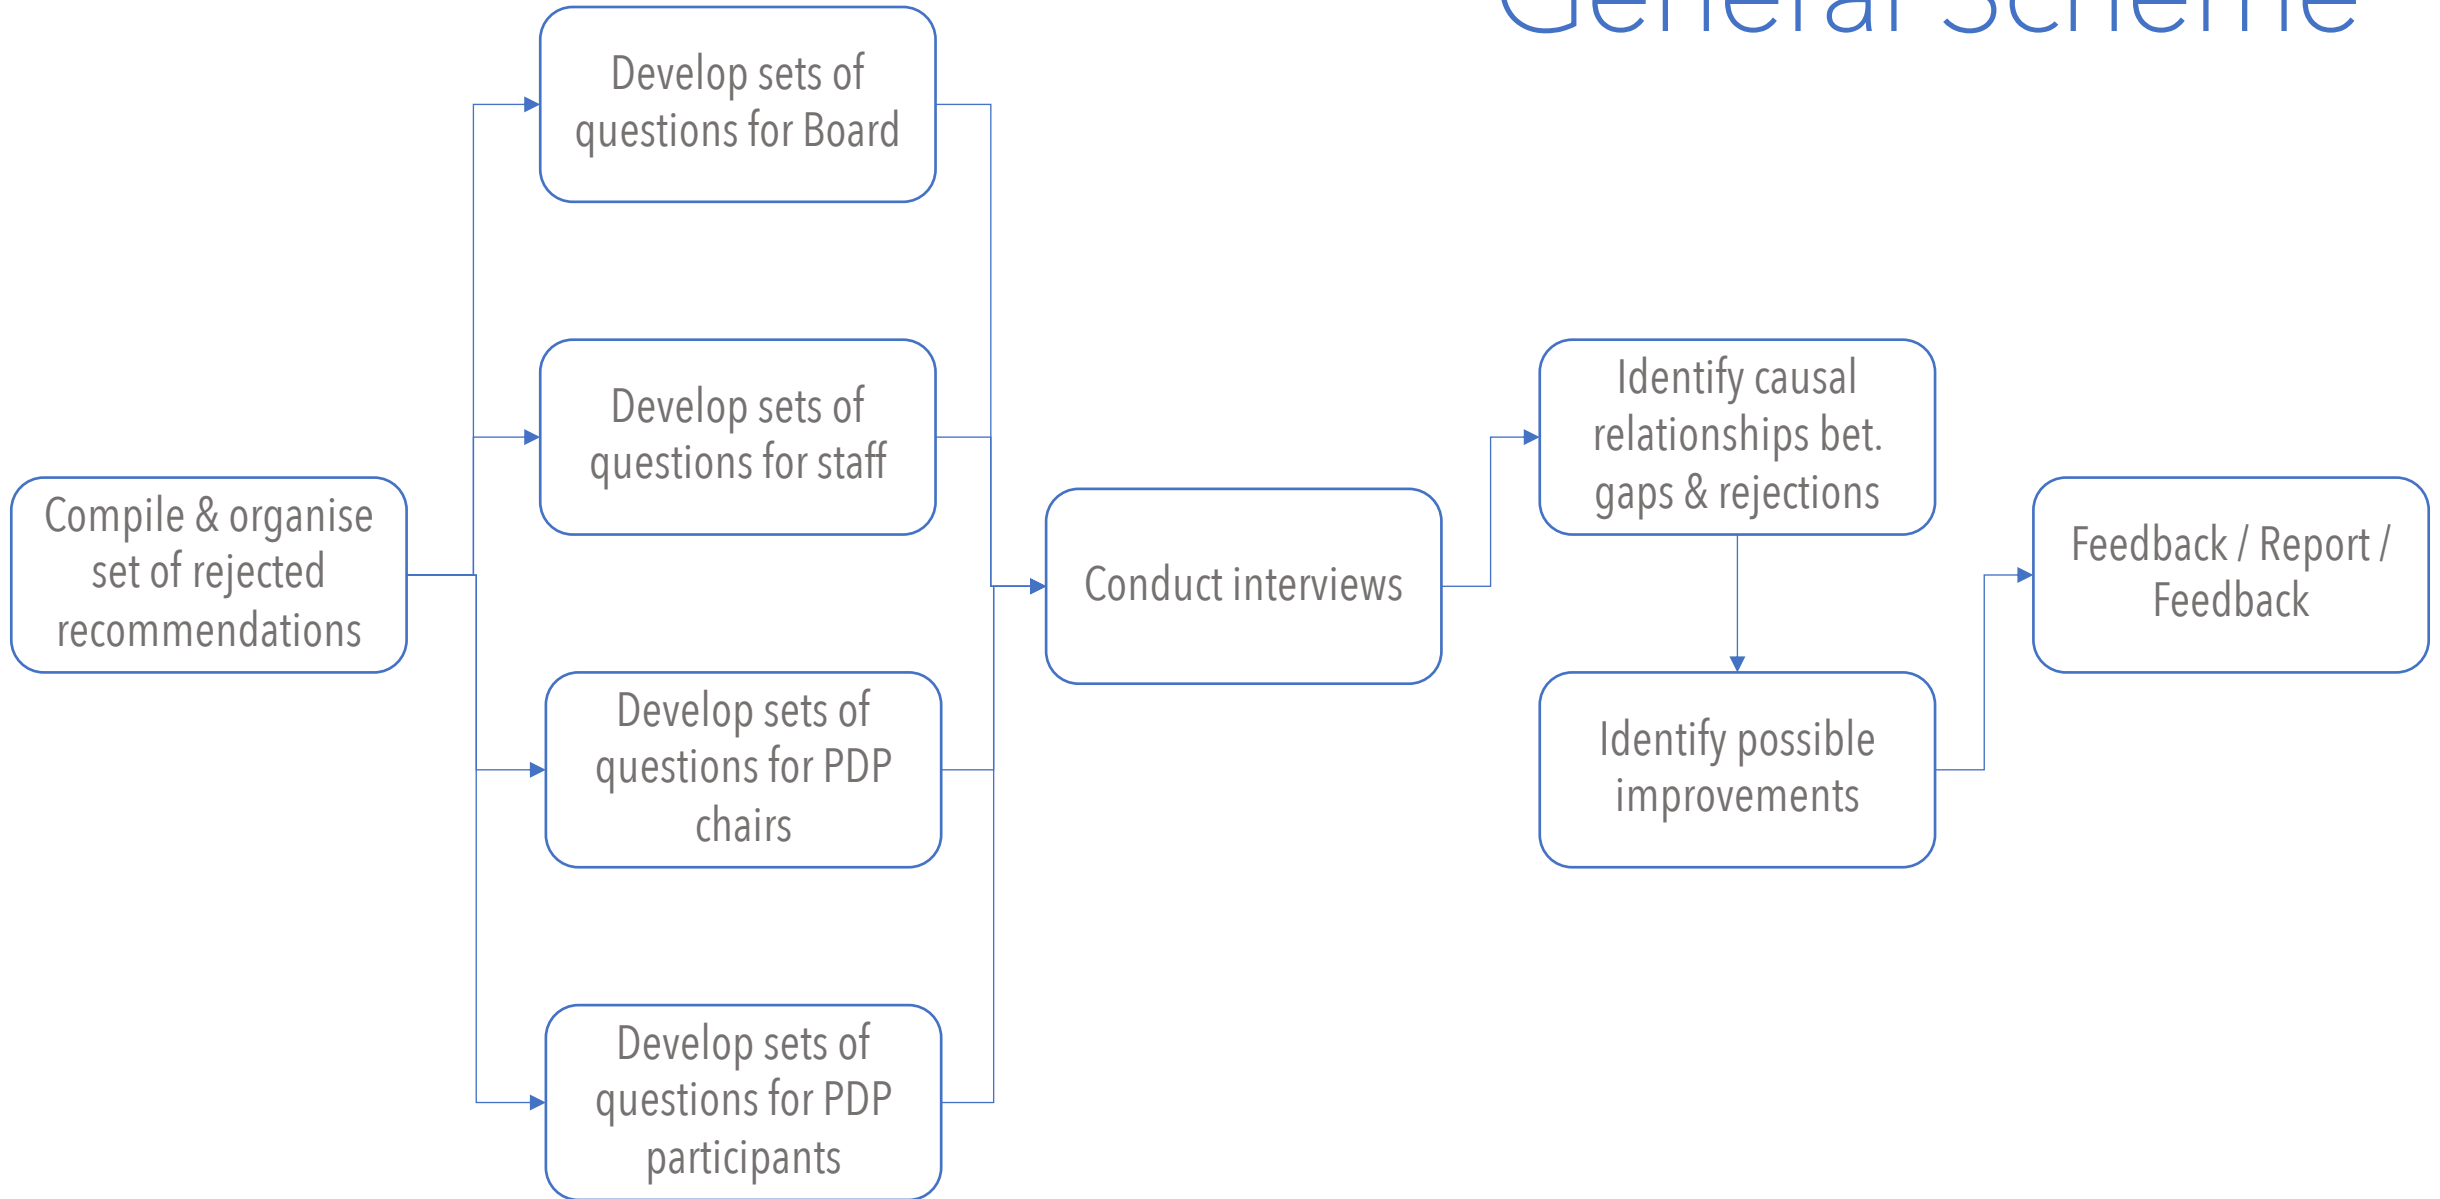 General Scheme
Develop sets of
questions for Board
Develop sets of
questions for staff
Compile & organise
set of rejected
recommendations
Develop sets of
questions for PDP
chairs
Develop sets of
questions for PDP
participants
Conduct interviews
Identify causal
relationships bet.
gaps & rejections
Identify possible
improvements
Feedback / Report /
Feedback